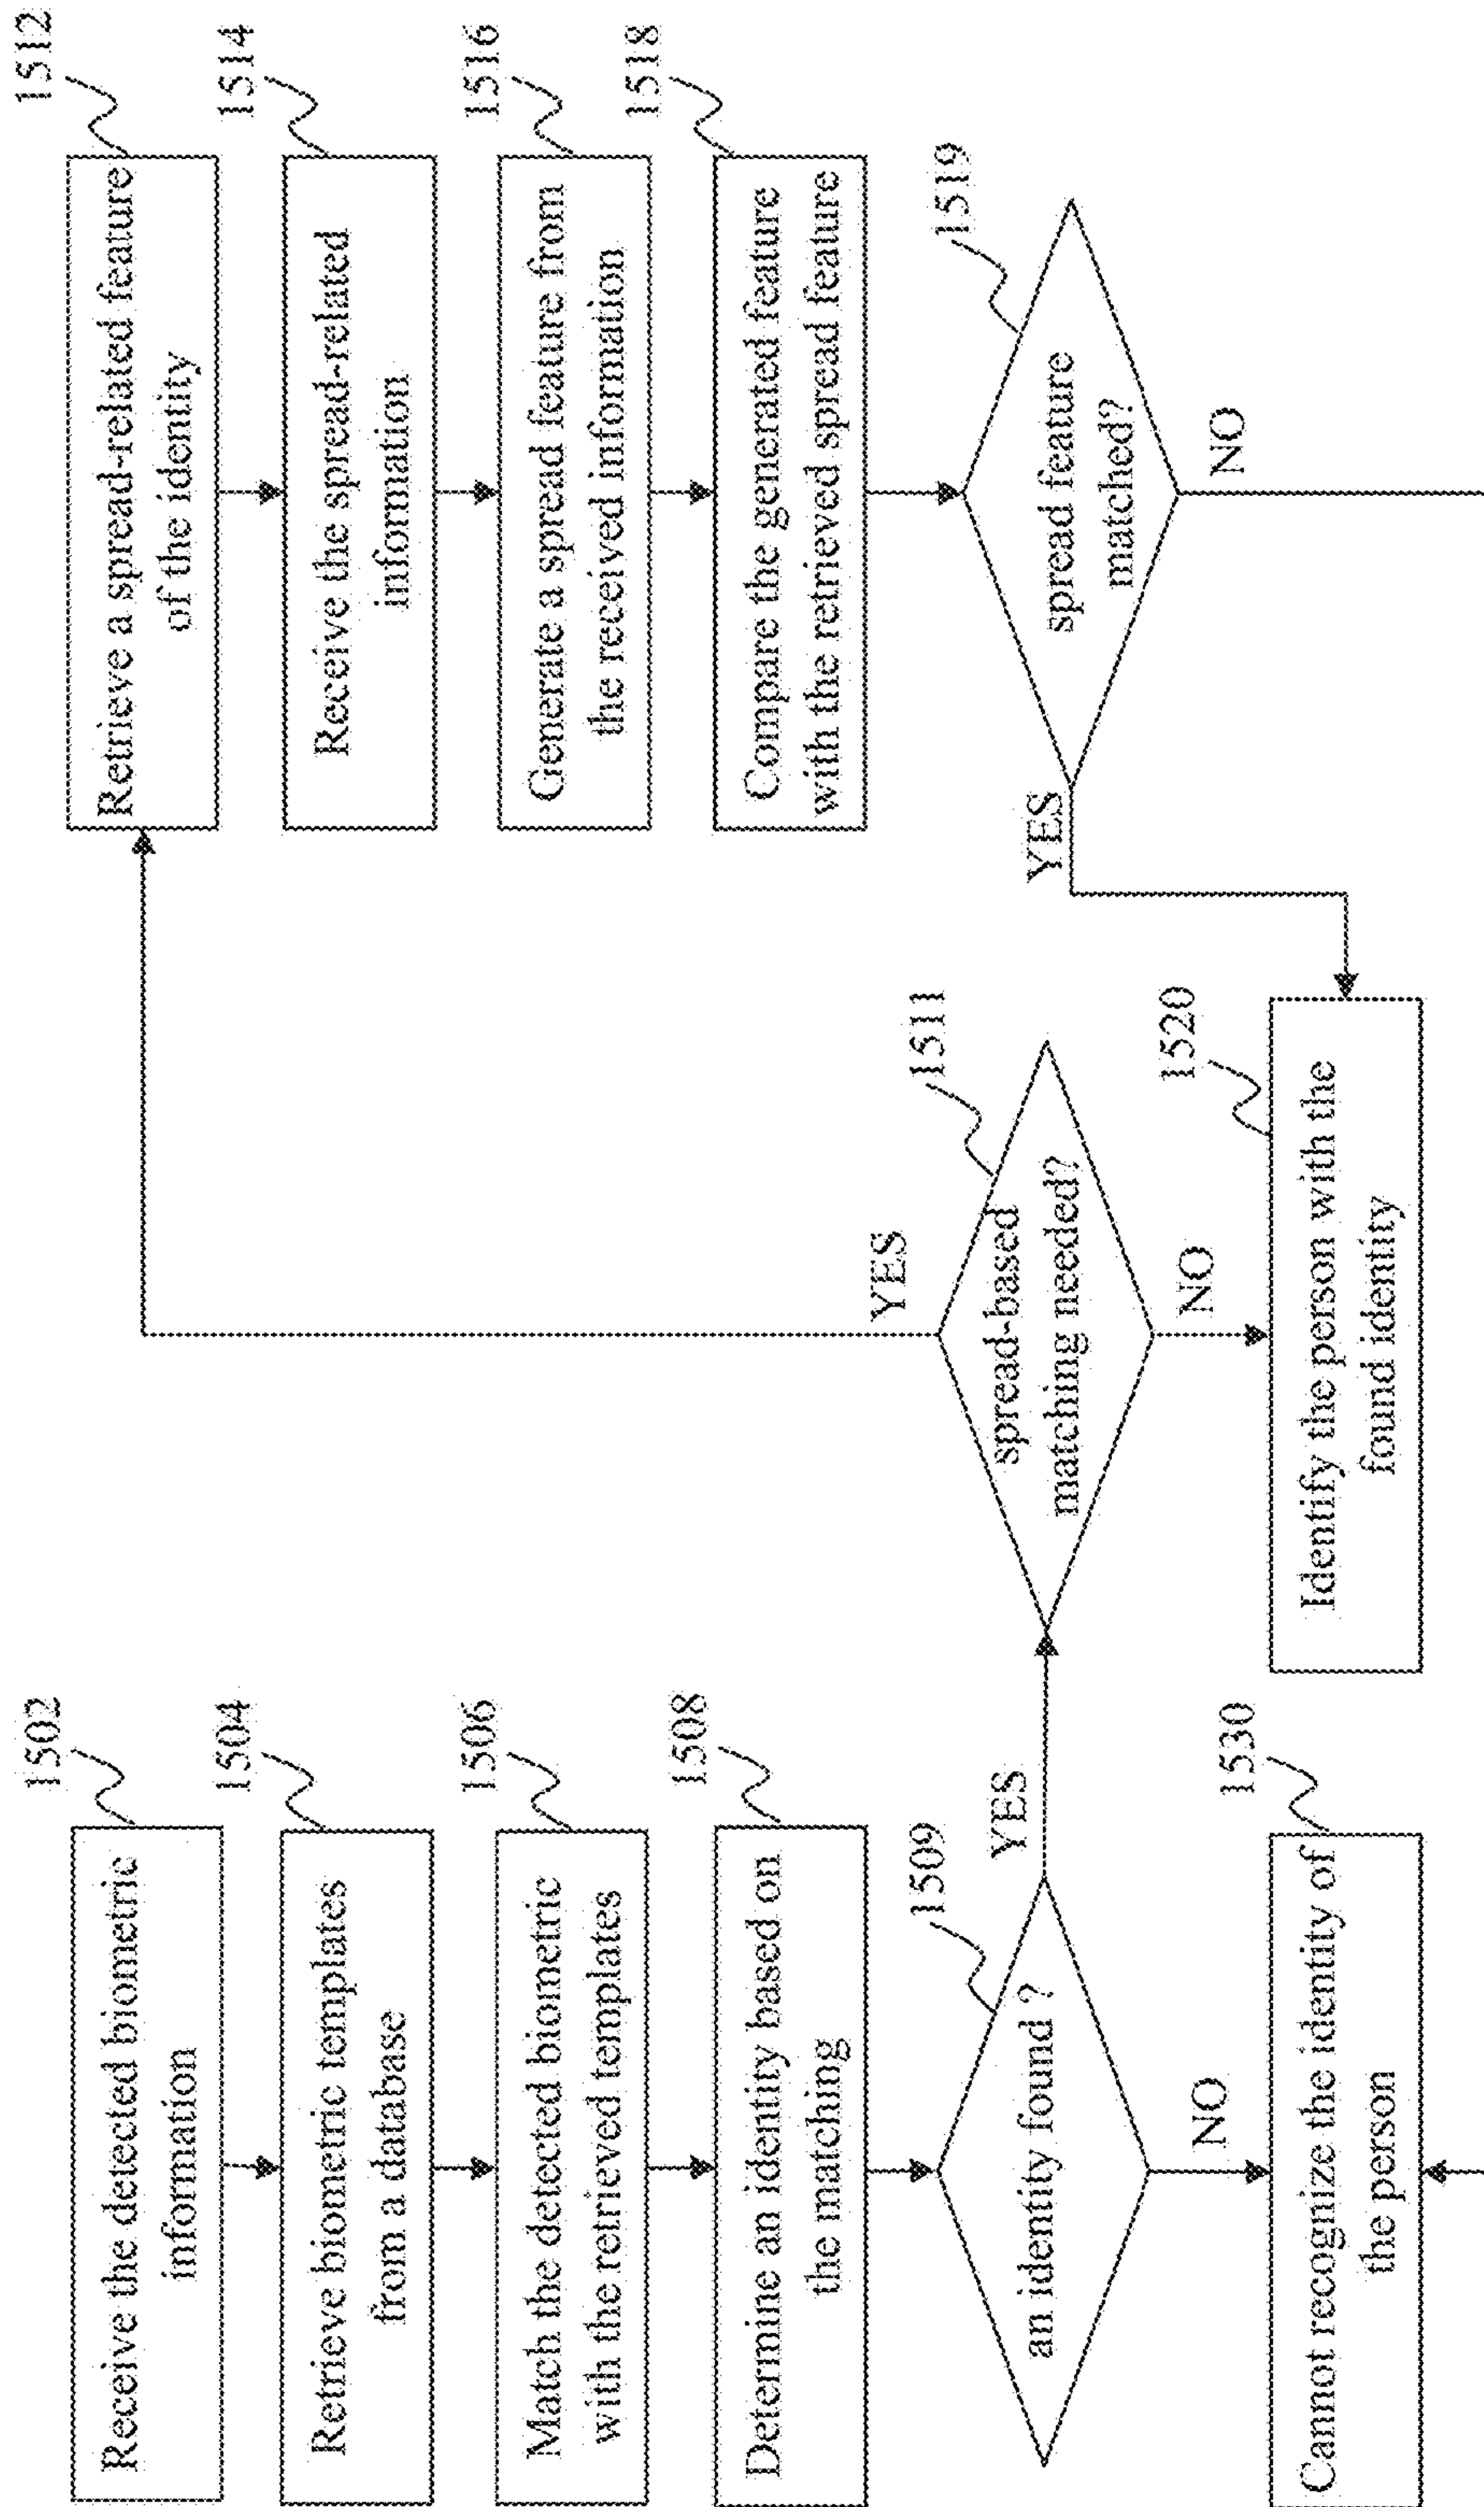 1502
Receive the detected biometric
information
1504
Retrieve biometric templates
from a database
1506
Match the detected biometric
with the retrieved templates
1508
Determine an identity based on
the matching
1509
an identity found ?
YES
NO
1530
Cannot recognize the identity of
the person
1511
spread-based
matching needed?
YES
NO
1520
Identify the person with the
found identity
1512
Retrieve a spread-related feature
of the identity
1514
Receive the spread-related
information
1516
Generate a spread feature from
the received information
1518
Compare the generated feature
with the retrieved spread feature
1519
spread feature
matched?
YES
NO